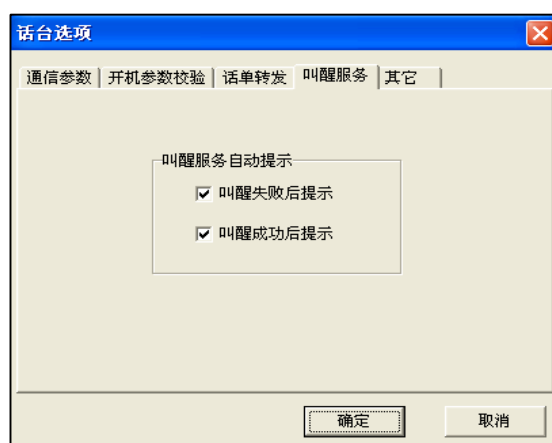 话台选项
通信参数 开机参数校验 话单转发 叫醒服务 其它
叫醒服务自动提示
叫醒失败后提示
叫醒成功后提示
确定 取消